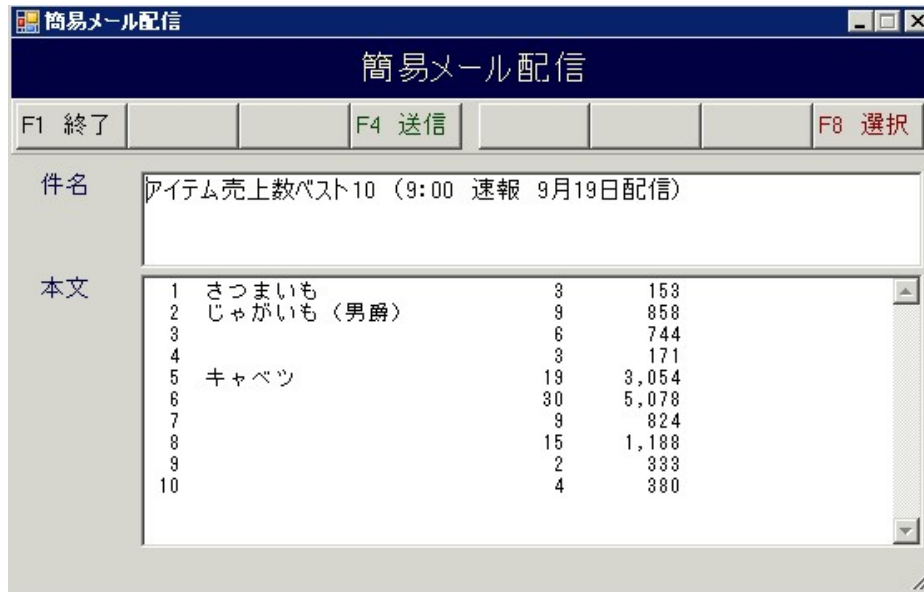 簡易メール配信
簡易メール配信
F1 終了 F4 送信 F8 選択
件名 アイテム売上数ベスト10 (9:00 速報 9月19日配信)
本文
1 さつまいも 3 153
2 じゃがいも (男爵) 9 858
3 6 744
4 3 171
5 キャベツ 19 3,054
6 30 5,078
7 9 824
8 15 1,188
9 2 333
10 4 380